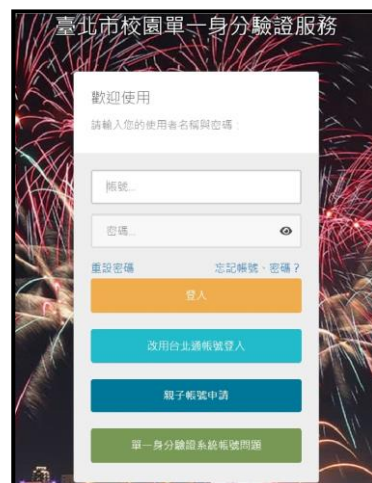 臺北市校園單一身分驗證服務
歡迎使用
請輸入您的使用者名稱與密碼：
帳號...
密碼...
重設密碼 忘記帳號、密碼？
登入
改用台北通帳號登入
親子帳號申請
單一身分驗證系統帳號問題